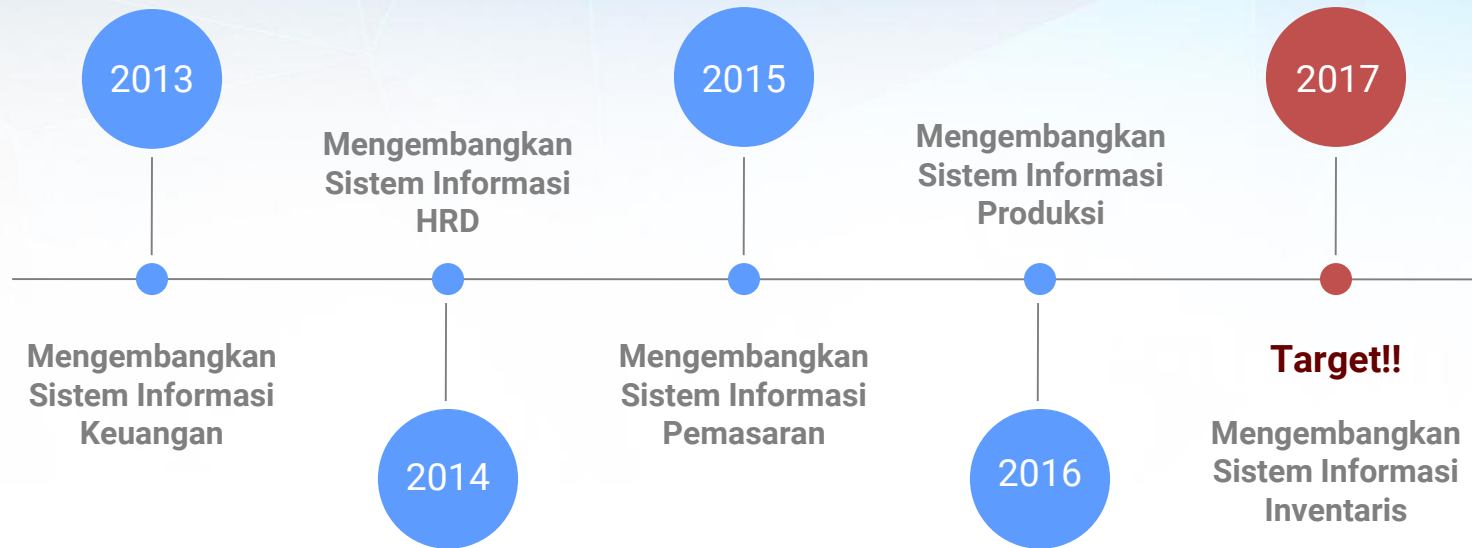 2013
Mengembangkan
Sistem Informasi
Keuangan
Mengembangkan
Sistem Informasi
HRD
2014
2015
Mengembangkan
Sistem Informasi
Pemasaran
Mengembangkan
Sistem Informasi
Produksi
2016
2017
Target!!
Mengembangkan
Sistem Informasi
Inventaris